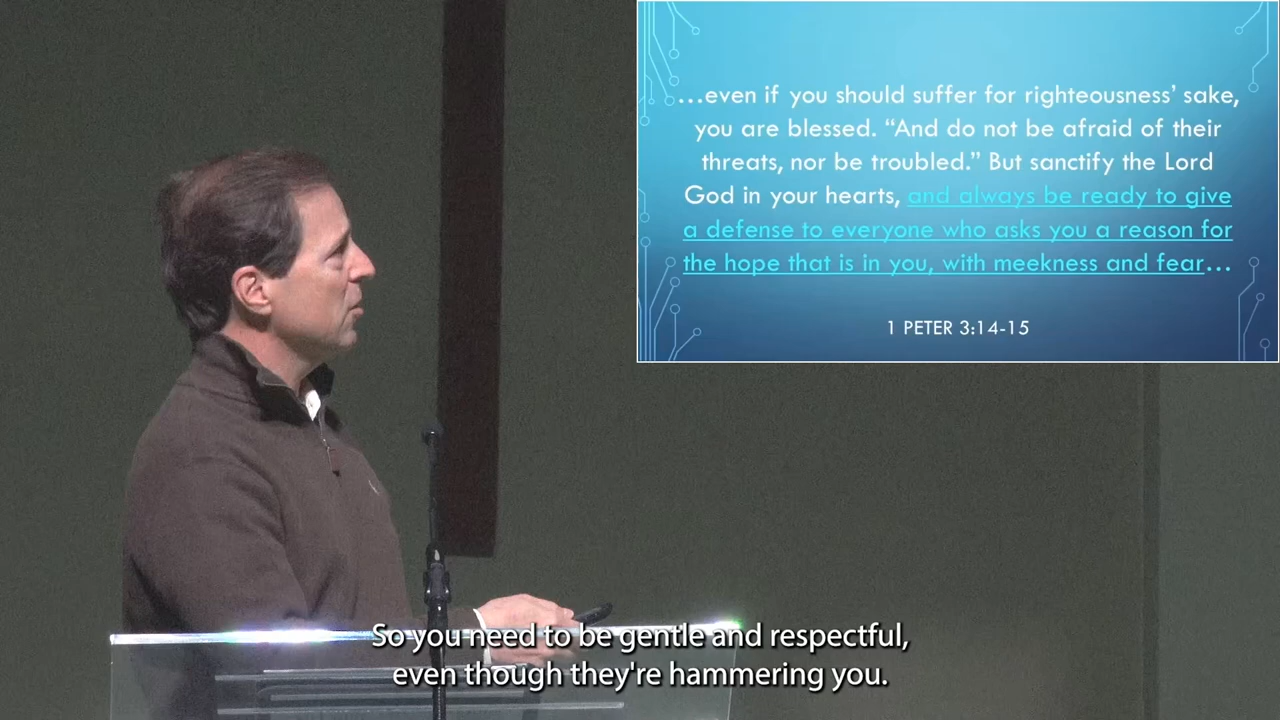 …even if you should suffer for righteousness’ sake,
you are blessed. “And do not be afraid of their
threats, nor be troubled.” But sanctify the Lord
God in your hearts, and always be ready to give
a defense to everyone who asks you a reason for
the hope that is in you, with meekness and fear…
1 PETER 3:14-15
So you need to be gentle and respectful,
even though they're hammering you.